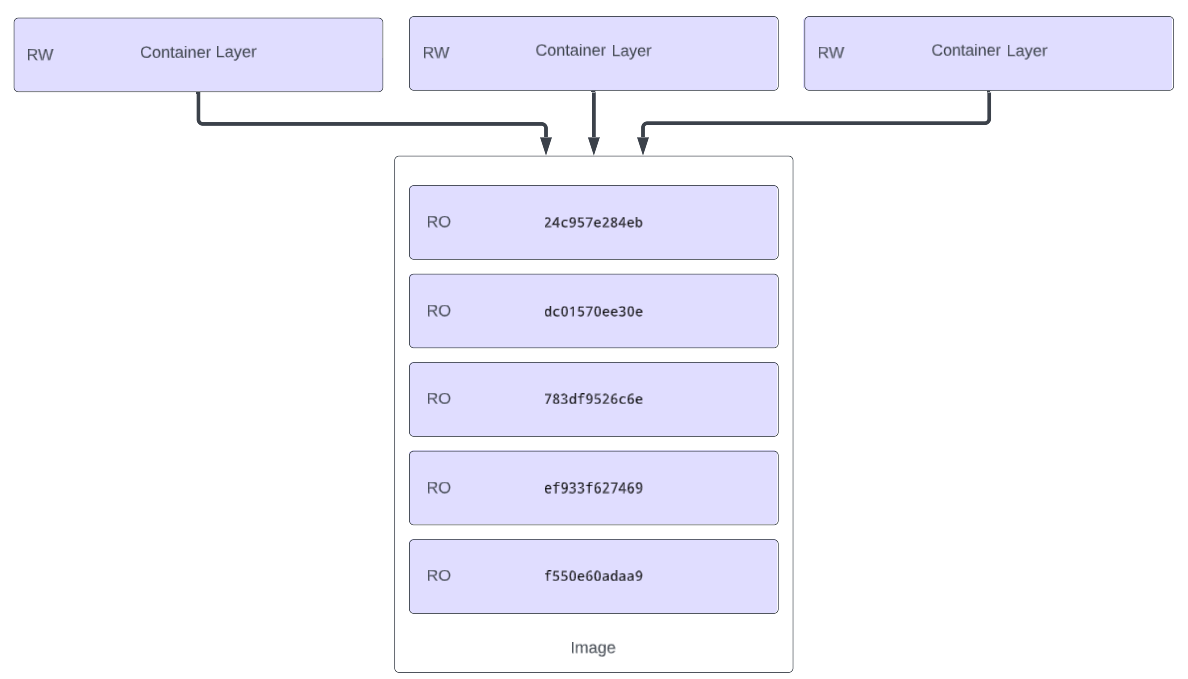 RW Container Layer
RW Container Layer
RW Container Layer
RO 24c957e284eb
RO dc01570ee30e
RO 783df9526c6e
RO ef933f627469
RO f550e60adaa9
Image